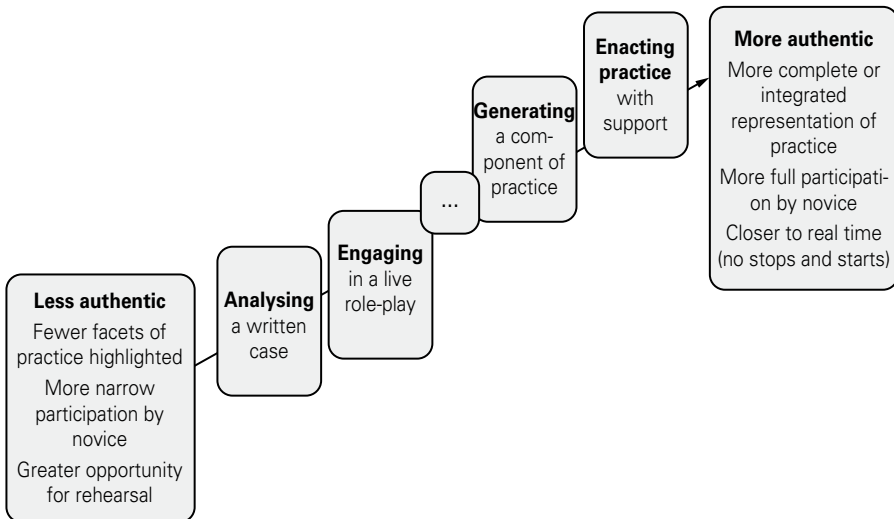 Less authentic
Fewer facets of
practice highlighted
More narrow
participation by
novice
Greater opportunity
for rehearsal
Analysing
a written
case
Engaging
in a live
role-play
...
Generating
a com-
ponent of
practice
Enacting
practice
with
support
More authentic
More complete or
integrated
representation of
practice
More full participati-
on by novice
Closer to real time
(no stops and starts)